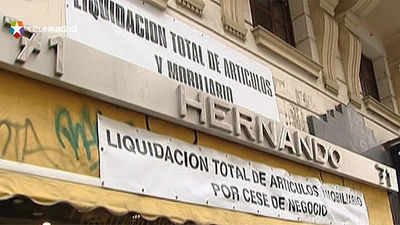 telemadrid
LIQUIDACION TOTAL DE ARTICULOS
Y MOBILIARIO
71
HERNANDO
71
LIQUIDACION TOTAL DE ARTICULOS MOBILIARIO
POR CESE DE NEGOCIO